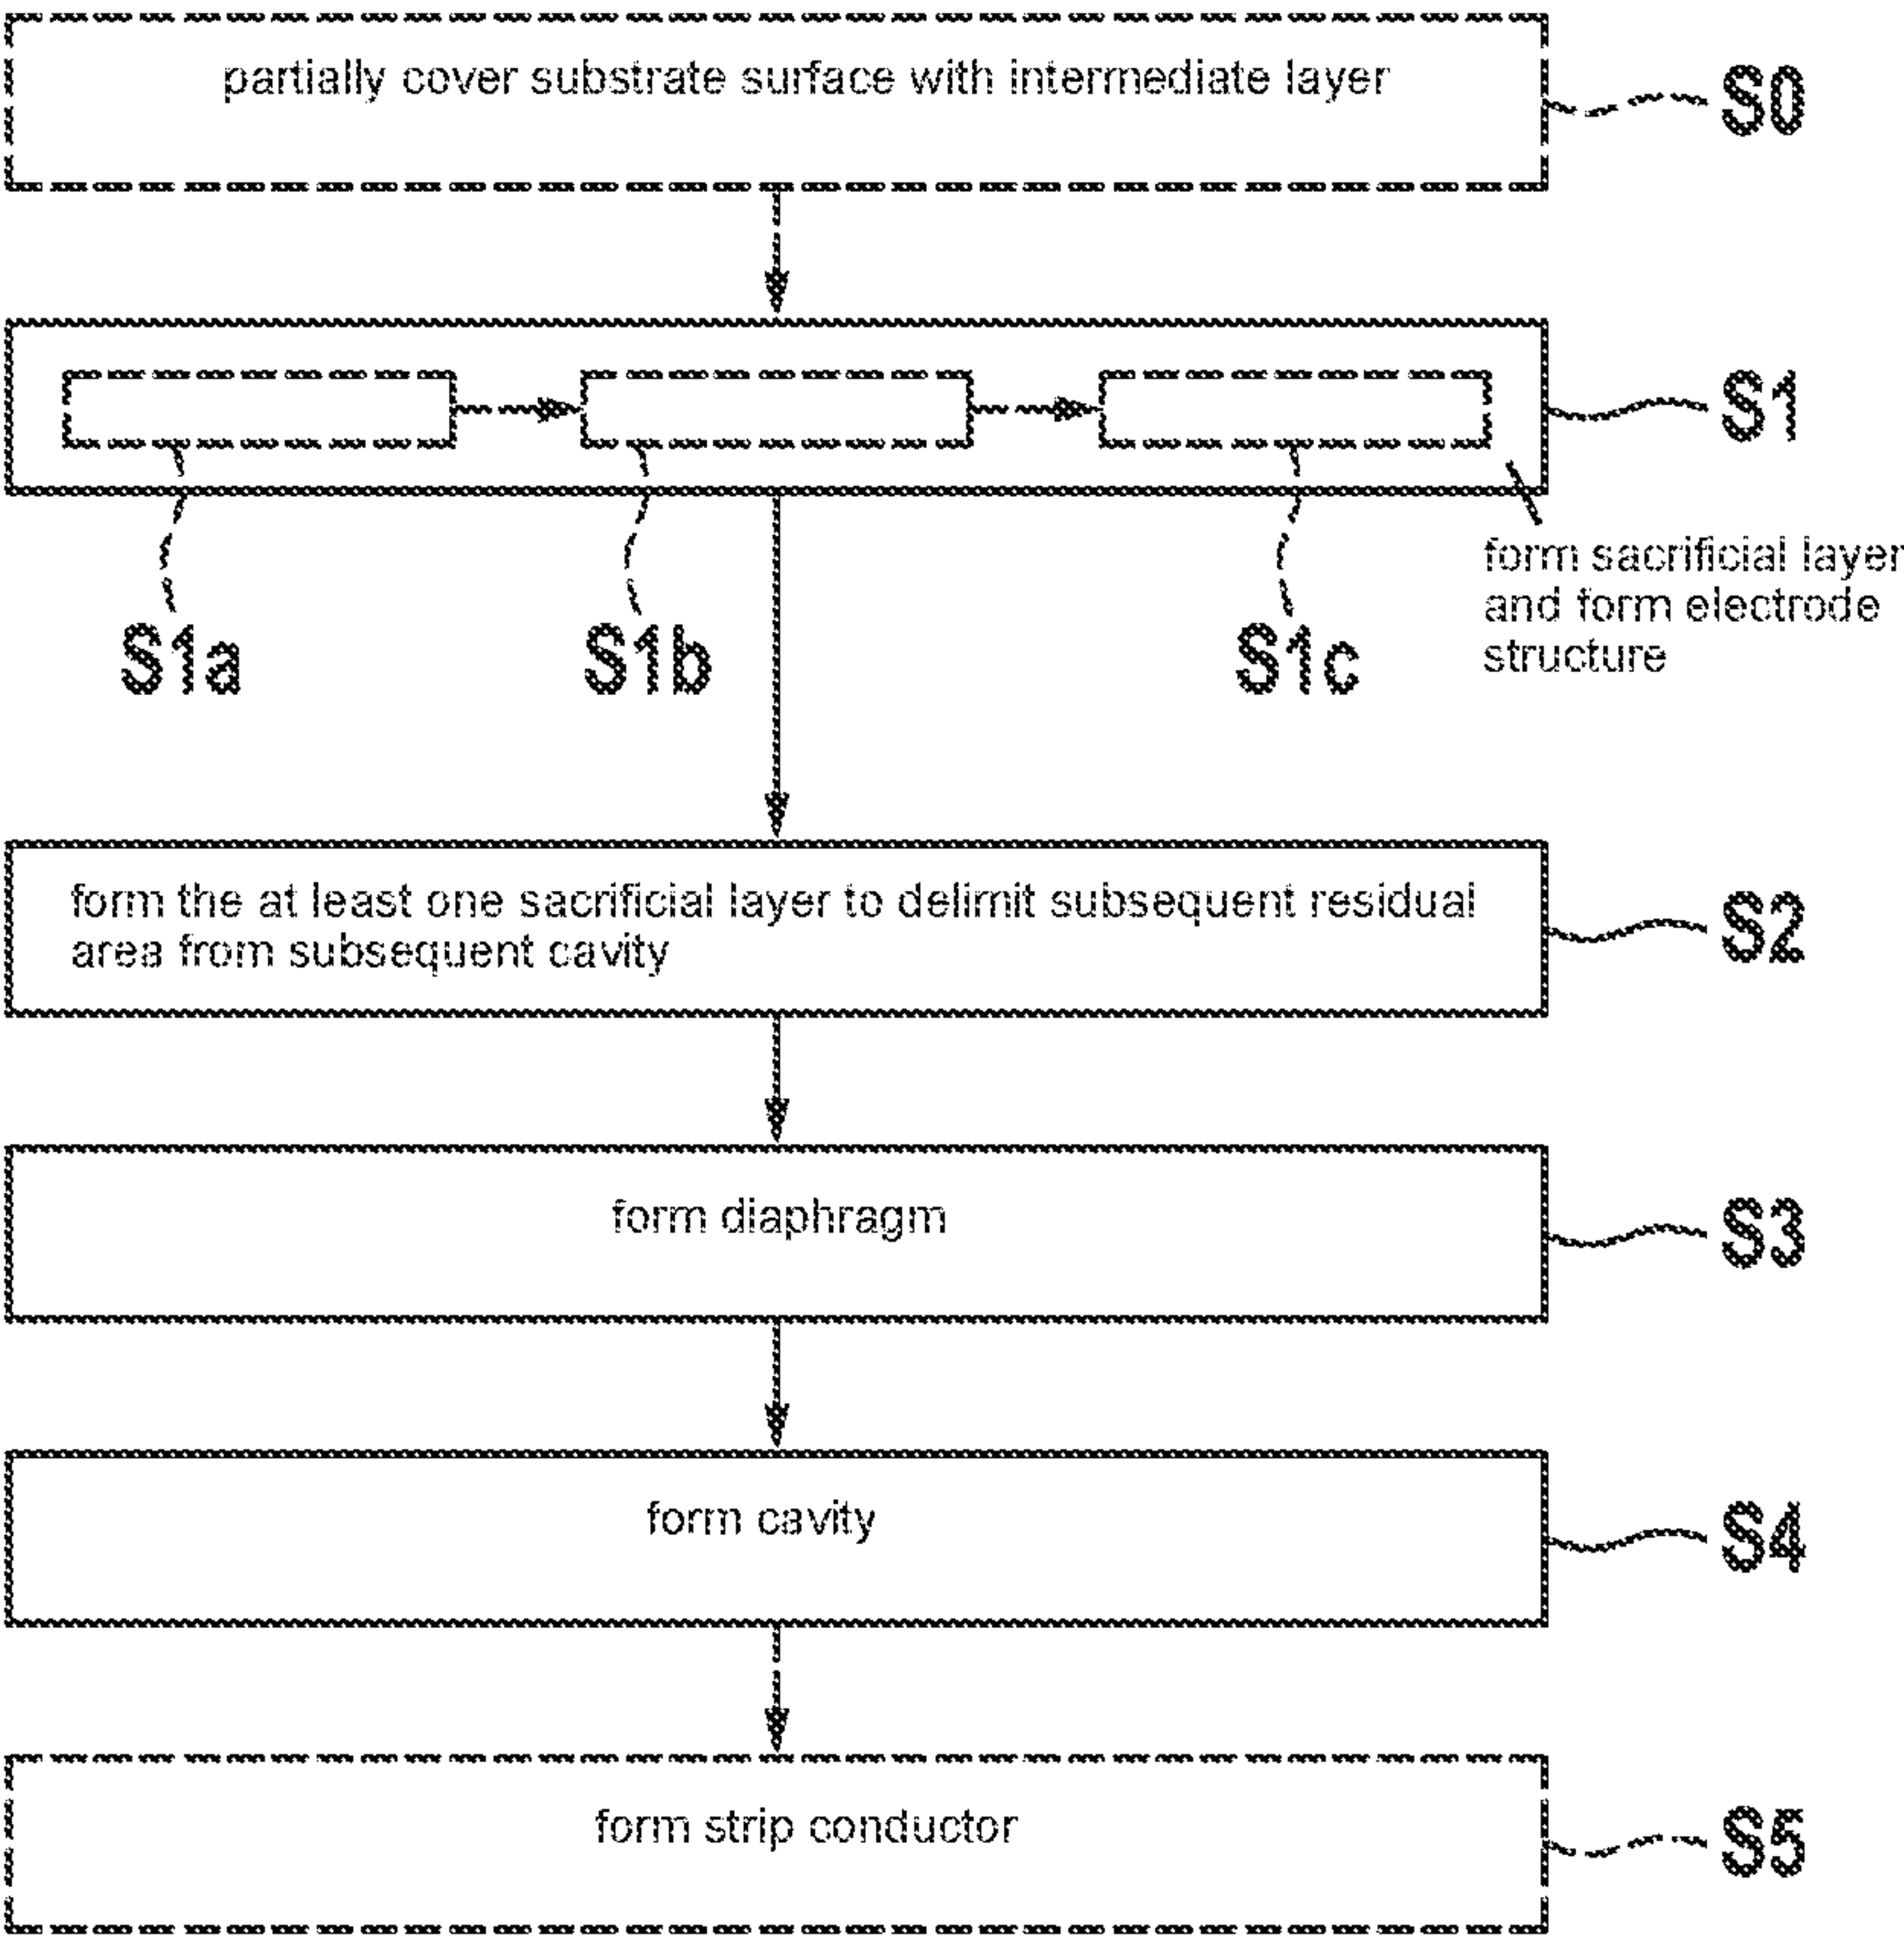 partially cover substrate surface with intermediate layer
S0
S1
form sacrificial layer
and form electrode
structure
S1a
S1b
S1c
form the at least one sacrificial layer to delimit subsequent residual
area from subsequent cavity
S2
form diaphragm
S3
form cavity
S4
form strip conductor
S5